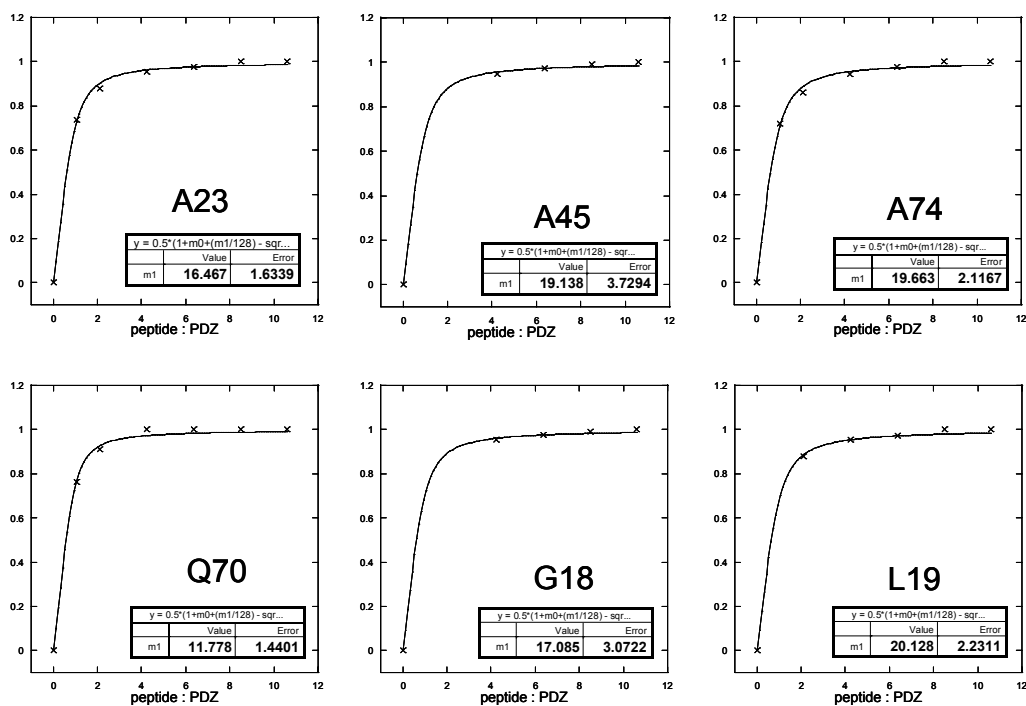 1.2
1
0.8
0.6
0.4
0.2
0
A23
y = 0.5*(1+m0+(m1/128) - sqr...
Value Error
m1 16.467 1.6339
0 2 4 6 8 10 12
peptide : PDZ
1.2
1
0.8
0.6
0.4
0.2
0
A45
y = 0.5*(1+m0+(m1/128) - sqr...
Value Error
m1 19.138 3.7294
0 2 4 6 8 10 12
peptide : PDZ
1.2
1
0.8
0.6
0.4
0.2
0
A74
y = 0.5*(1+m0+(m1/128) - sqr...
Value Error
m1 19.663 2.1167
0 2 4 6 8 10 12
peptide : PDZ
1.2
1
0.8
0.6
0.4
0.2
0
Q70
y = 0.5*(1+m0+(m1/128) - sqr...
Value Error
m1 11.778 1.4401
0 2 4 6 8 10 12
peptide : PDZ
1.2
1
0.8
0.6
0.4
0.2
0
G18
y = 0.5*(1+m0+(m1/128) - sqr...
Value Error
m1 17.085 3.0722
0 2 4 6 8 10 12
peptide : PDZ
1.2
1
0.8
0.6
0.4
0.2
0
L19
y = 0.5*(1+m0+(m1/128) - sqr...
Value Error
m1 20.128 2.2311
0 2 4 6 8 10 12
peptide : PDZ